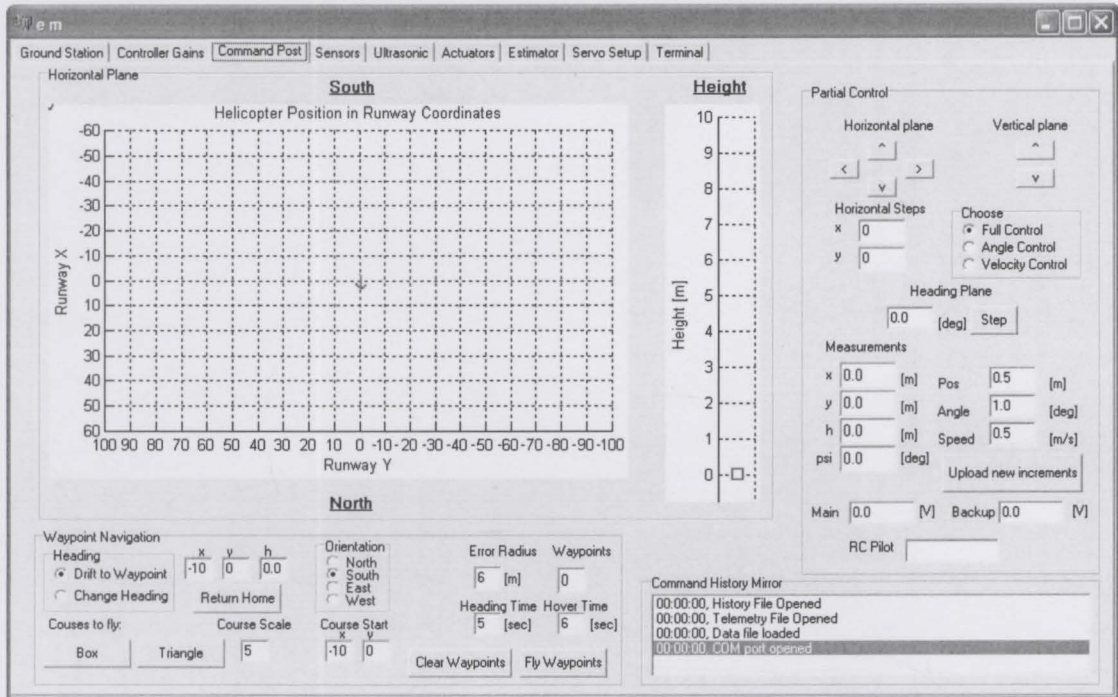 e m
Ground Station Controller Gains Command Post Sensors Ultrasonic Actuators Estimator Servo Setup Terminal
Horizontal Plane
South
Helicopter Position in Runway Coordinates
-60
-50
-40
-30
-20
-10
0
10
20
30
40
50
60
Runway X
100 90 80 70 60 50 40 30 20 10 0 -10 -20 -30 -40 -50 -60 -70 -80 -90 -100
Runway Y
North
Height
10
9
8
7
6
5
4
3
2
1
0
Height [m]
Partial Control
Horizontal plane Vertical plane
^ ^
< >
v v
Horizontal Steps
x 0
y 0
Choose
Full Control
Angle Control
Velocity Control
Heading Plane
0.0 [deg] Step
Measurements
x 0.0 [m] Pos 0.5 [m]
y 0.0 [m] Angle 1.0 [deg]
h 0.0 [m] Speed 0.5 [m/s]
psi 0.0 [deg]
Upload new increments
Main 0.0 [V] Backup 0.0 [V]
RC Pilot
Waypoint Navigation
Heading
Drift to Waypoint
Change Heading
x y h
-10 0 0.0
Return Home
Orientation
North
South
East
West
Error Radius Waypoints
6 [m] 0
Heading Time Hover Time
5 [sec] 6 [sec]
Couses to fly:
Box Triangle
Course Scale
5
Course Start
x y
-10 0
Clear Waypoints Fly Waypoints
Command History Mirror
00:00:00, History File Opened
00:00:00, Telemetry File Opened
00:00:00, Data file loaded
00:00:00, COM port opened